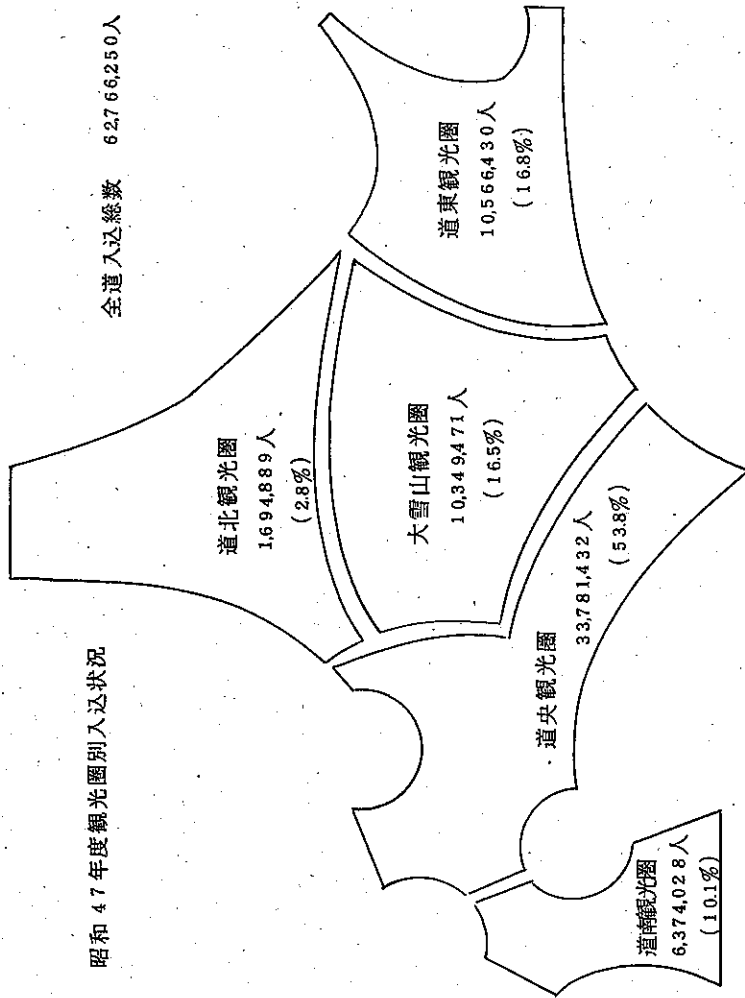 昭和47年度観光圏別入込状況
全道入込総数 62,766,250人
道北観光圏
1,694,889人
(2.8%)
大雪山観光圏
10,349,471人
(16.5%)
道東観光圏
10,566,430人
(16.8%)
道央観光圏
33,781,432人
(53.8%)
道南観光圏
6,374,028人
(10.1%)